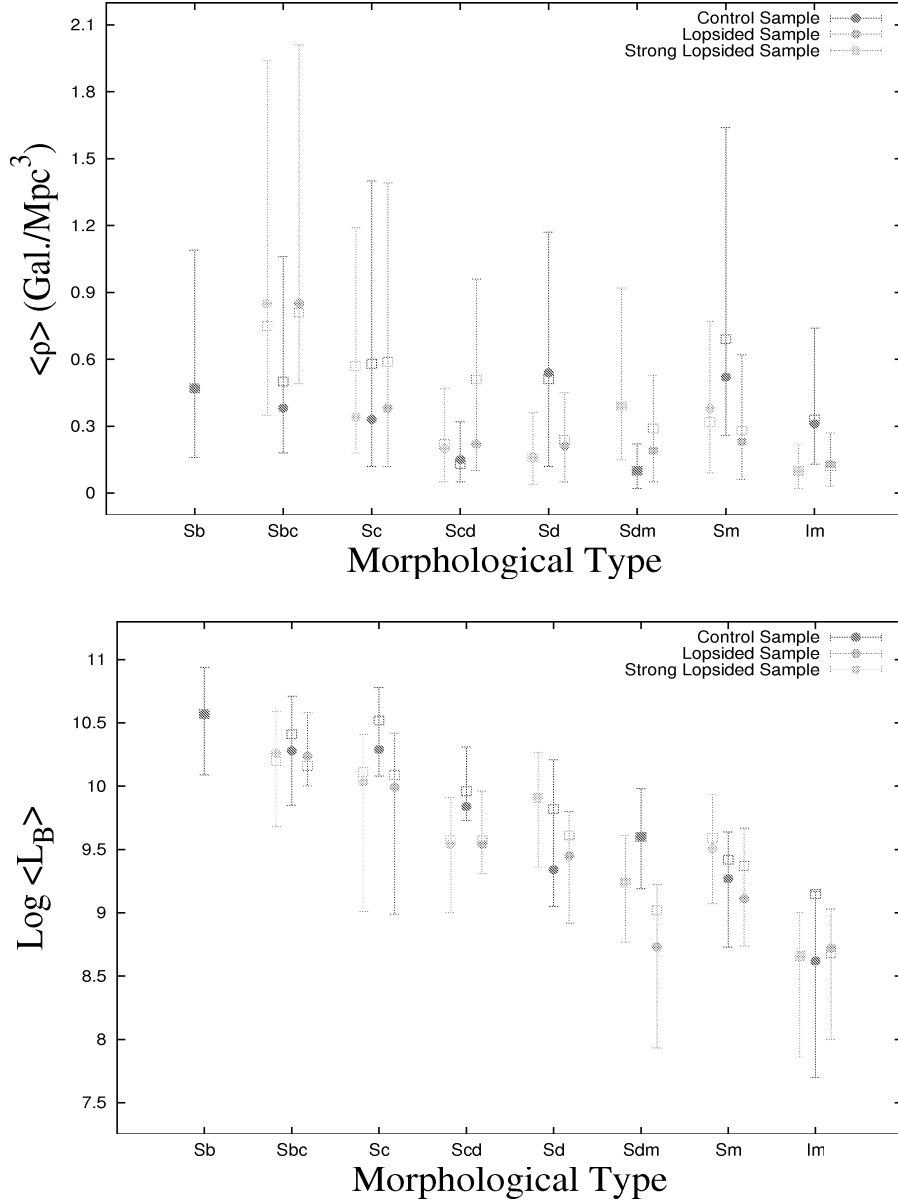 2.1
Control Sample
Lopsided Sample
Strong Lopsided Sample
1.8
1.5
1.2
0.9
0.6
0.3
0
<ρ> (Gal./Mpc³)
Sb Sbc Sc Scd Sd Sdm Sm Im
Morphological Type
Control Sample
Lopsided Sample
Strong Lopsided Sample
11
10.5
10
9.5
9
8.5
8
7.5
Log <L_B>
Sb Sbc Sc Scd Sd Sdm Sm Im
Morphological Type